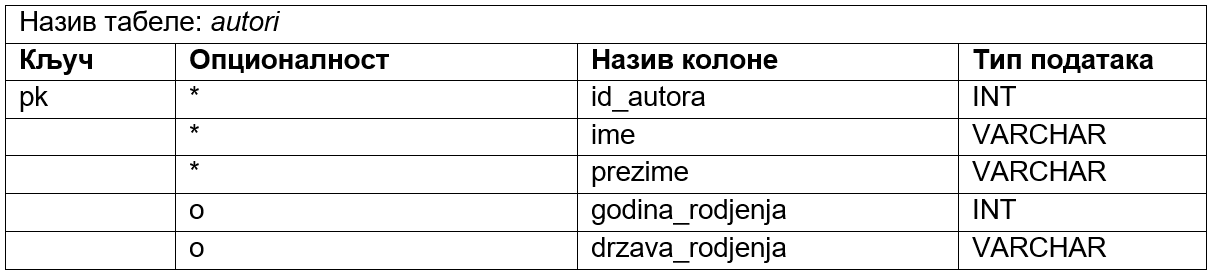 Назив табеле: autori
Кључ Опционалност Назив колоне Тип података
pk * id_autora INT
* ime VARCHAR
* prezime VARCHAR
o godina_rodjenja INT
o drzava_rodjenja VARCHAR